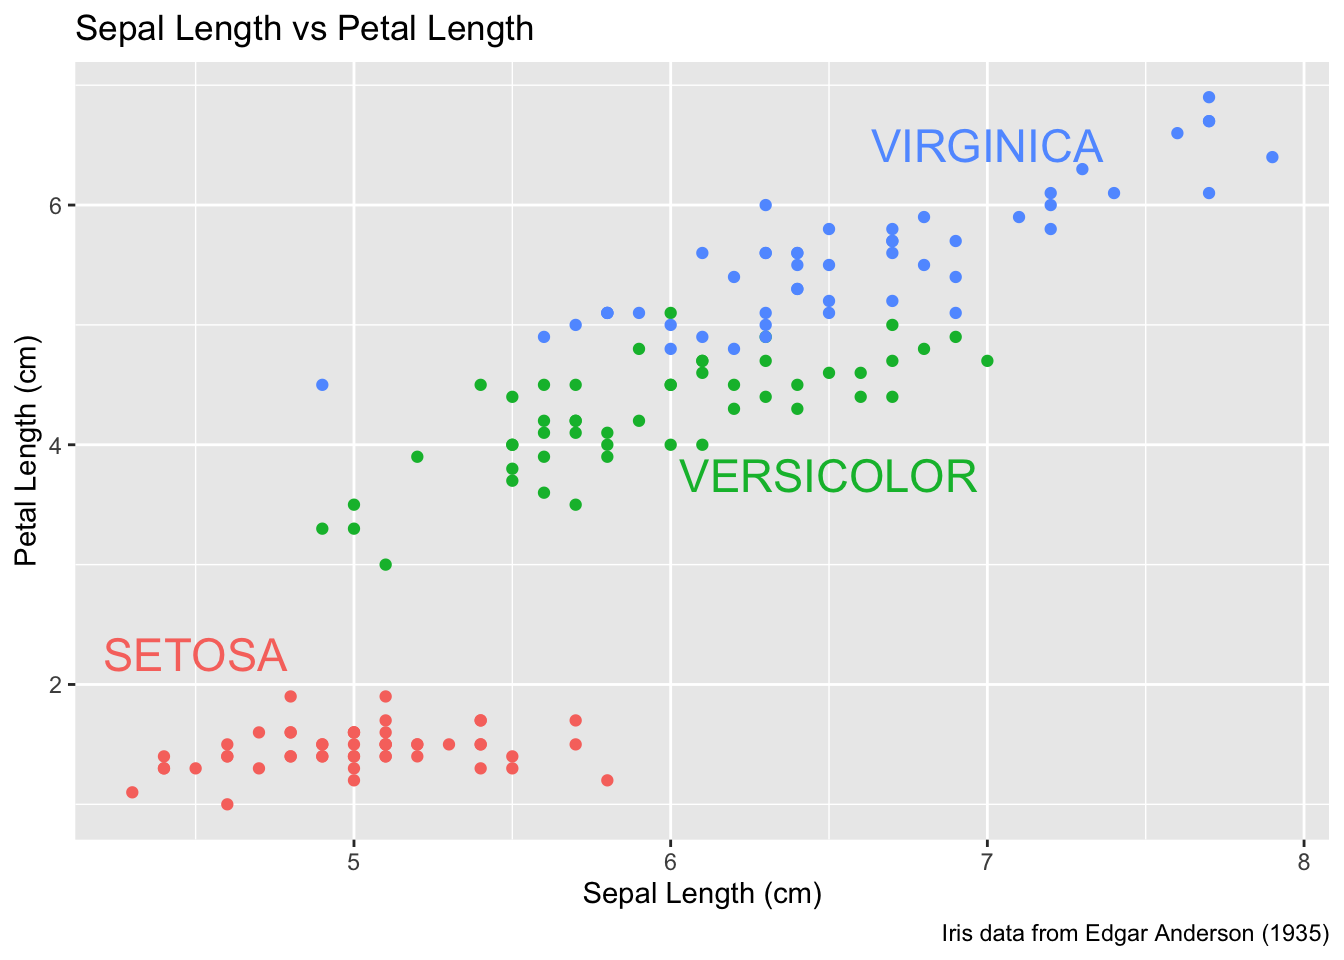 Sepal Length vs Petal Length
VIRGINICA
6
Petal Length (cm)
4
VERSICOLOR
SETOSA
2
5 6 7 8
Sepal Length (cm)
Iris data from Edgar Anderson (1935)